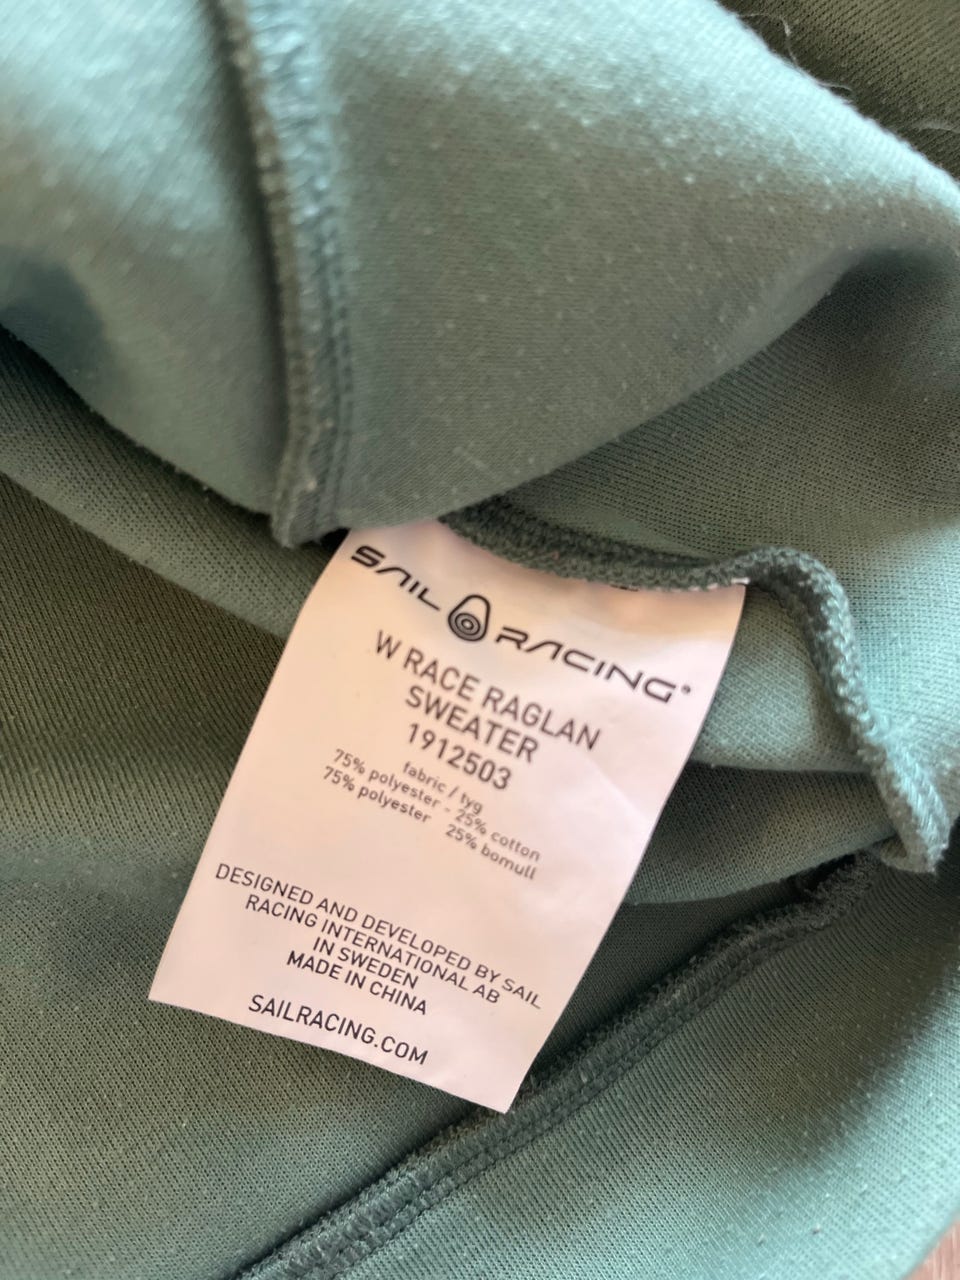 SAIL RACING®
W RACE RAGLAN
SWEATER
1912503
fabric / tyg
75% polyester - 25% cotton
75% polyester 25% bomull
DESIGNED AND DEVELOPED BY SAIL
RACING INTERNATIONAL AB
IN SWEDEN
MADE IN CHINA
SAILRACING.COM